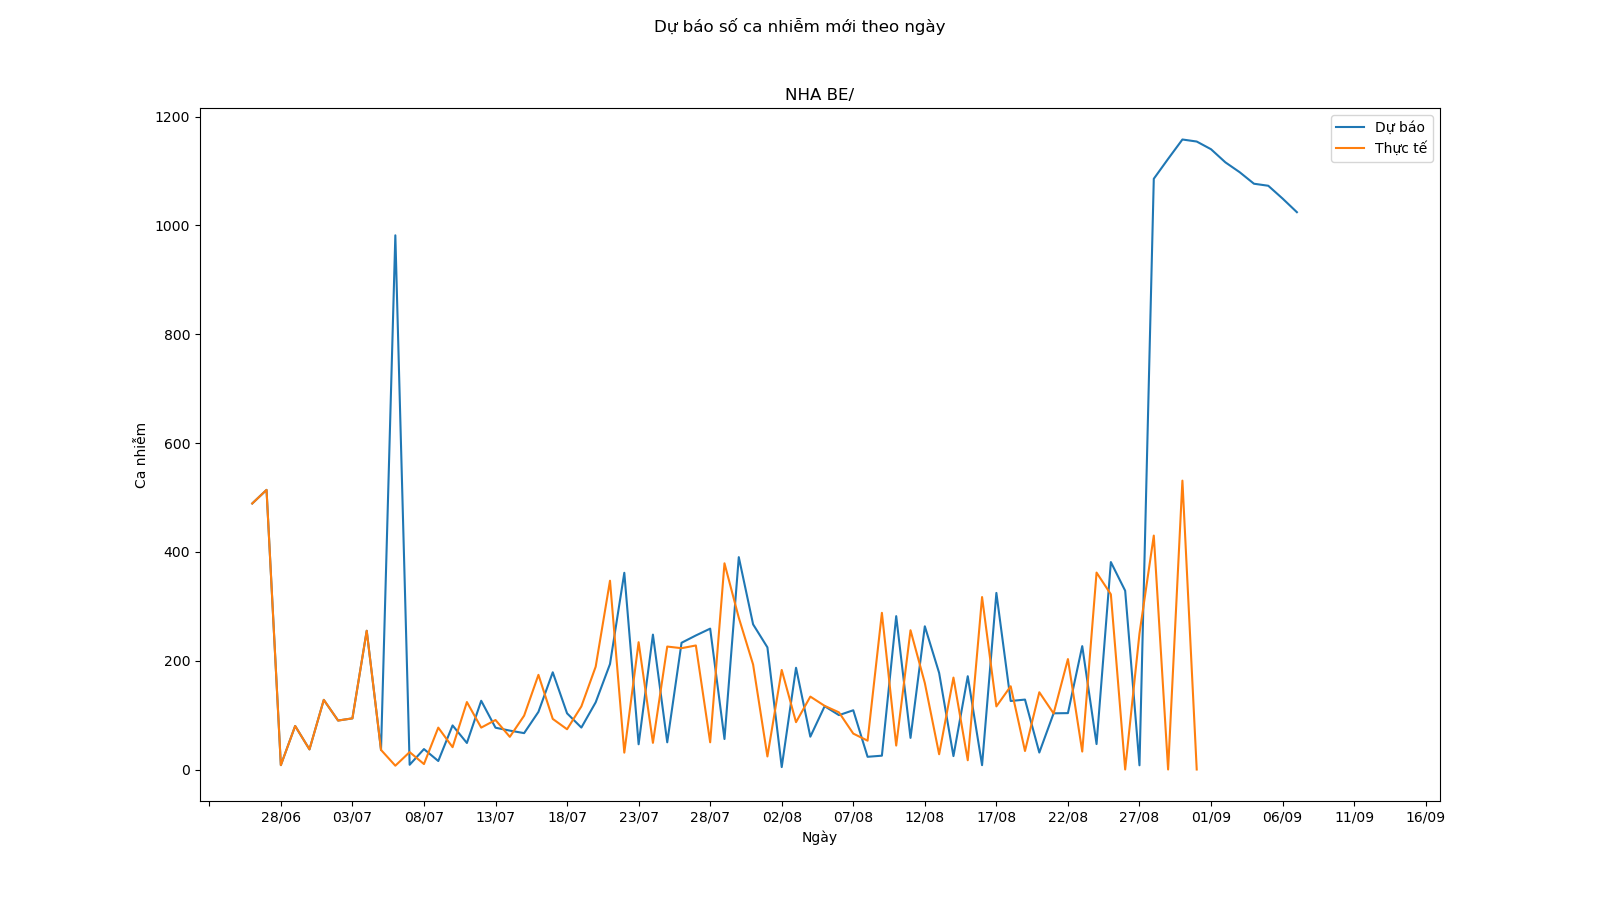 Dự báo số ca nhiễm mới theo ngày
NHA BE/
Dự báo
Thực tế
1200
1000
800
600
400
200
0
Ca nhiễm
28/06 03/07 08/07 13/07 18/07 23/07 28/07 02/08 07/08 12/08 17/08 22/08 27/08 01/09 06/09 11/09 16/09
Ngày